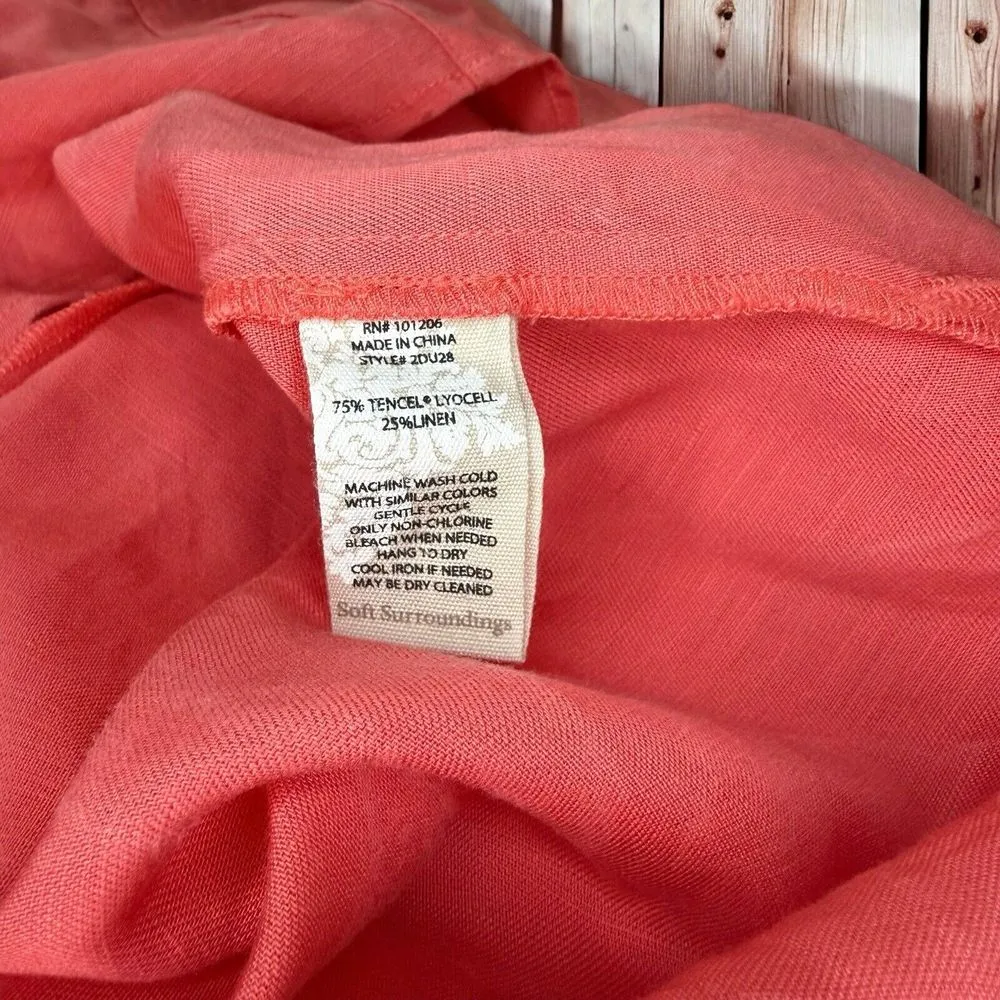 RN# 101206
MADE IN CHINA
STYLE# 2DU28
75% TENCEL® LYOCELL
25%LINEN
MACHINE WASH COLD
WITH SIMILAR COLORS
GENTLE CYCLE
ONLY NON-CHLORINE
BLEACH WHEN NEEDED
HANG TO DRY
COOL IRON IF NEEDED
MAY BE DRY CLEANED
Soft Surroundings